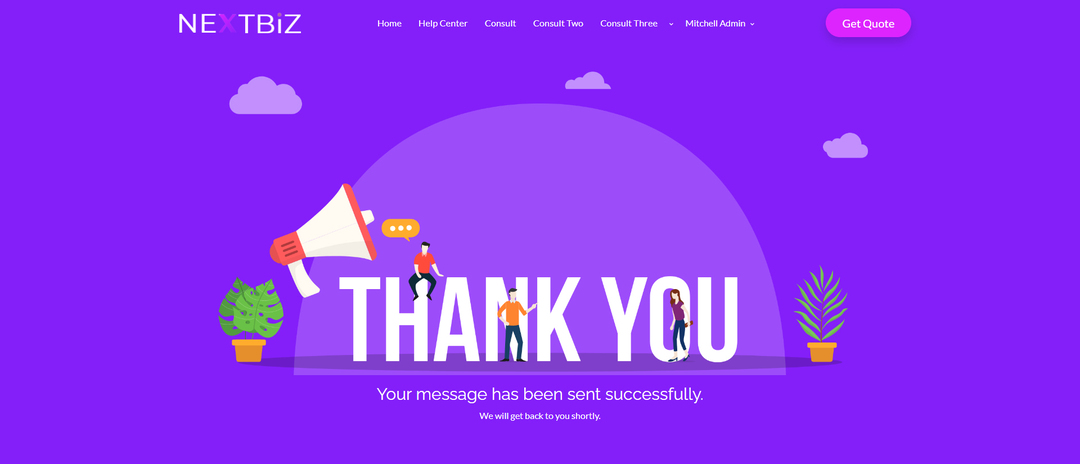 NEXTBiZ
Home Help Center Consult Consult Two Consult Three Mitchell Admin
Get Quote
THANK YOU
Your message has been sent successfully.
We will get back to you shortly.